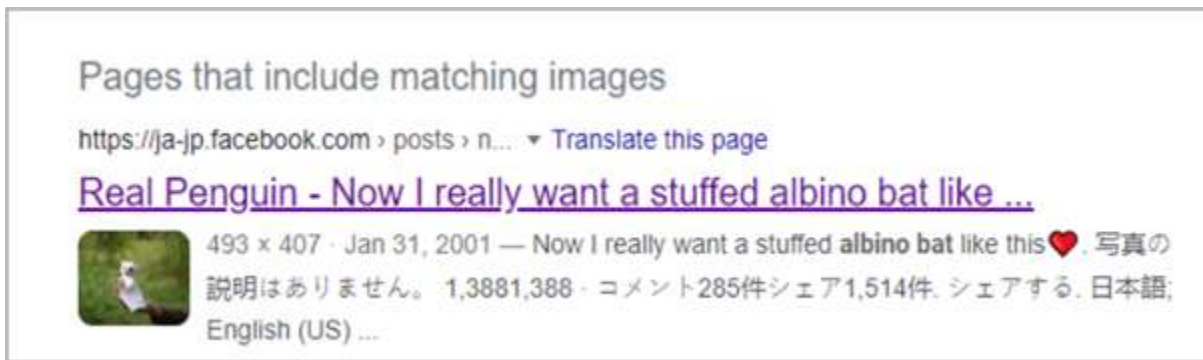 Pages that include matching images
https://ja-jp.facebook.com › posts › n... ▾ Translate this page
Real Penguin - Now I really want a stuffed albino bat like ...
493 × 407 · Jan 31, 2001 — Now I really want a stuffed albino bat like this❤. 写真の
説明はありません。 1,3881,388 · コメント285件シェア1,514件. シェアする. 日本語;
English (US) ...